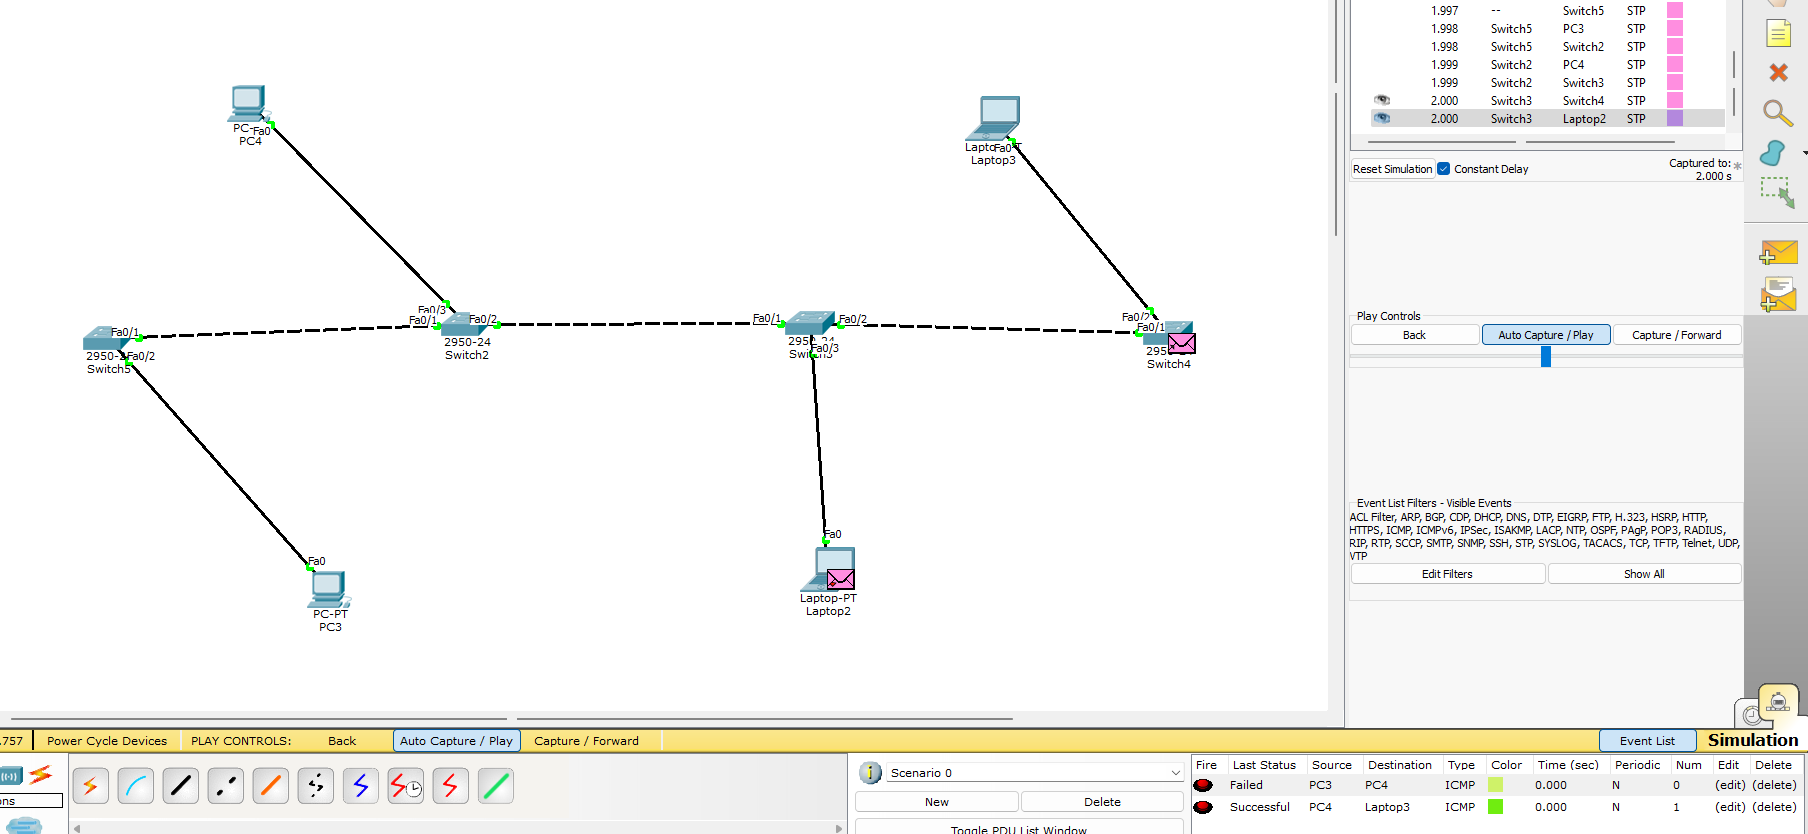 1.997 -- Switch5 STP
1.998 Switch5 PC3 STP
1.998 Switch5 Switch2 STP
1.999 Switch2 PC4 STP
1.999 Switch2 Switch3 STP
2.000 Switch3 Switch4 STP
2.000 Switch3 Laptop2 STP
Reset Simulation Constant Delay Captured to: *
2.000 s
Play Controls
Back Auto Capture / Play Capture / Forward
Event List Filters - Visible Events
ACL Filter, ARP, BGP, CDP, DHCP, DNS, DTP, EIGRP, FTP, H.323, HSRP, HTTP,
HTTPS, ICMP, ICMPv6, IPSec, ISAKMP, LACP, NTP, OSPF, PAgP, POP3, RADIUS,
RIP, RTP, SCCP, SMTP, SNMP, SSH, STP, SYSLOG, TACACS, TCP, TFTP, Telnet, UDP,
VTP
Edit Filters Show All
Fa0
PC4
Fa0
Laptop3
Fa0/3
Fa0/1 Fa0/2
2950-24
Switch2
Fa0/1
Fa0/2
Switch5
Fa0/1 Fa0/2
Fa0/3
Fa0/2
Fa0/1
Switch4
Fa0
PC-PT
PC3
Fa0
Laptop-PT
Laptop2
.757 Power Cycle Devices PLAY CONTROLS: Back Auto Capture / Play Capture / Forward Event List Simulation
Scenario 0
New Delete
Toggle PDU List Window
Fire Last Status Source Destination Type Color Time (sec) Periodic Num Edit Delete
Failed PC3 PC4 ICMP 0.000 N 0 (edit) (delete)
Successful PC4 Laptop3 ICMP 0.000 N 1 (edit) (delete)